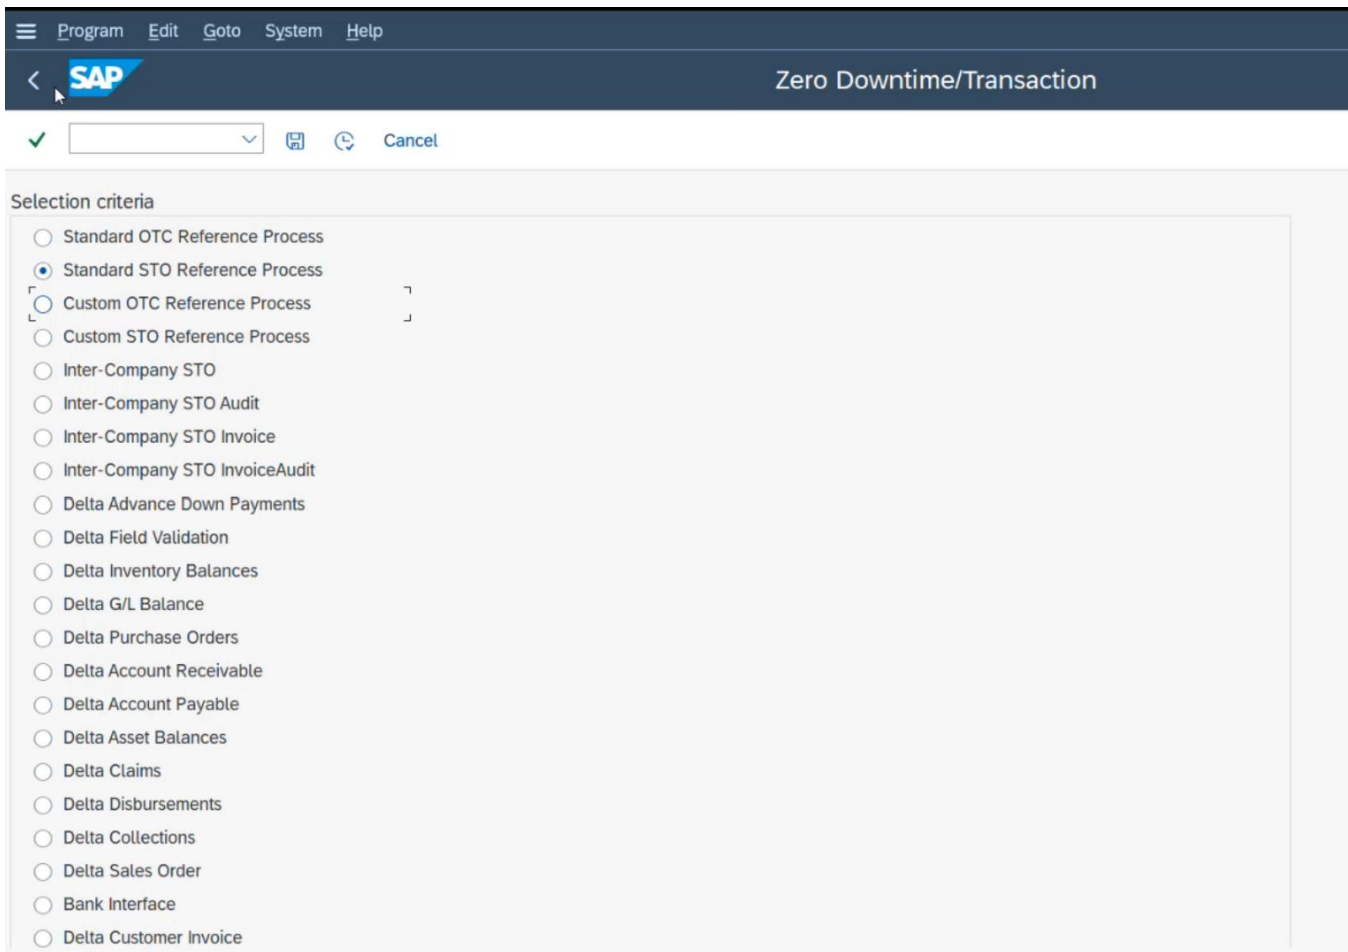 Program Edit Goto System Help
SAP Zero Downtime/Transaction
Cancel
Selection criteria
Standard OTC Reference Process
Standard STO Reference Process
Custom OTC Reference Process
Custom STO Reference Process
Inter-Company STO
Inter-Company STO Audit
Inter-Company STO Invoice
Inter-Company STO InvoiceAudit
Delta Advance Down Payments
Delta Field Validation
Delta Inventory Balances
Delta G/L Balance
Delta Purchase Orders
Delta Account Receivable
Delta Account Payable
Delta Asset Balances
Delta Claims
Delta Disbursements
Delta Collections
Delta Sales Order
Bank Interface
Delta Customer Invoice